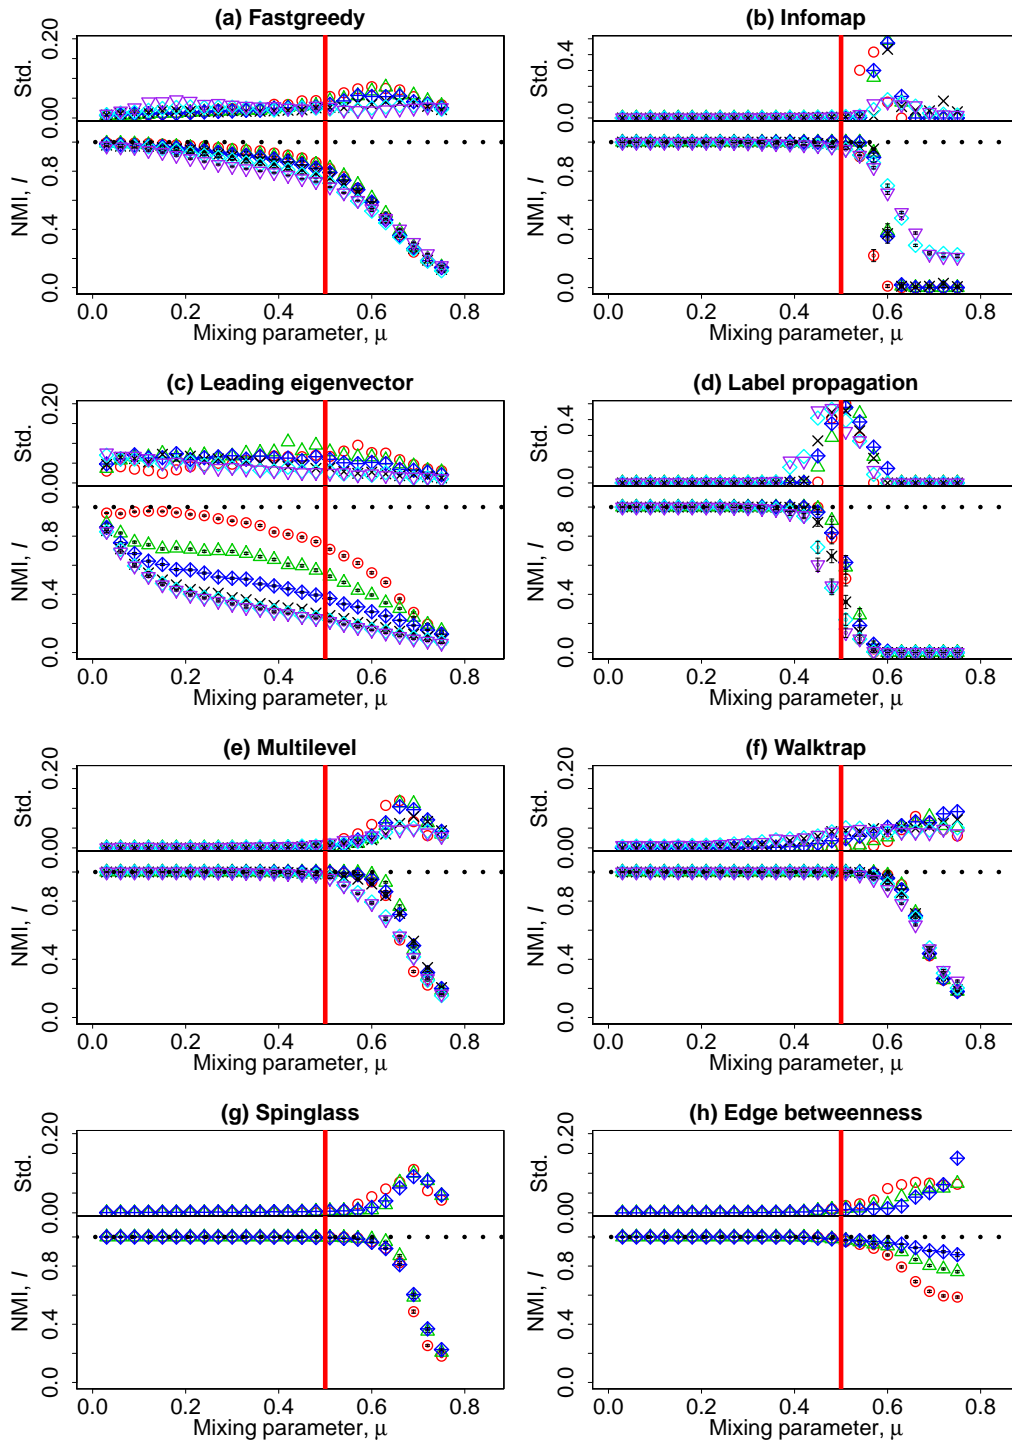 (a) Fastgreedy
Std.
0.00 0.20
NMI, I
0.0 0.4 0.8
0.0 0.2 0.4 0.6 0.8
Mixing parameter, μ
(b) Infomap
Std.
0.0 0.4
NMI, I
0.0 0.4 0.8
0.0 0.2 0.4 0.6 0.8
Mixing parameter, μ
(c) Leading eigenvector
Std.
0.00 0.20
NMI, I
0.0 0.4 0.8
0.0 0.2 0.4 0.6 0.8
Mixing parameter, μ
(d) Label propagation
Std.
0.0 0.4
NMI, I
0.0 0.4 0.8
0.0 0.2 0.4 0.6 0.8
Mixing parameter, μ
(e) Multilevel
Std.
0.00 0.20
NMI, I
0.0 0.4 0.8
0.0 0.2 0.4 0.6 0.8
Mixing parameter, μ
(f) Walktrap
Std.
0.00 0.20
NMI, I
0.0 0.4 0.8
0.0 0.2 0.4 0.6 0.8
Mixing parameter, μ
(g) Spinglass
Std.
0.00 0.20
NMI, I
0.0 0.4 0.8
0.0 0.2 0.4 0.6 0.8
Mixing parameter, μ
(h) Edge betweenness
Std.
0.00 0.20
NMI, I
0.0 0.4 0.8
0.0 0.2 0.4 0.6 0.8
Mixing parameter, μ